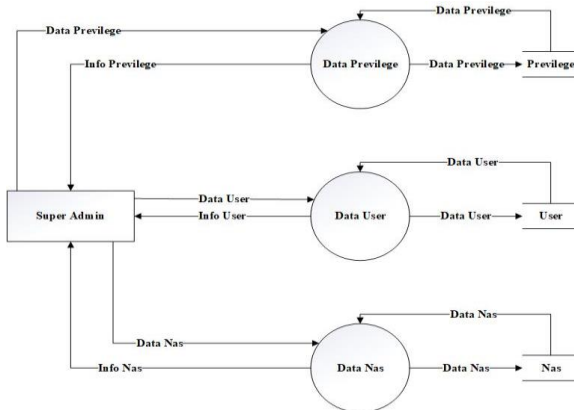 Data Previlege
Data Previlege
Info Previlege
Data Previlege
Data Previlege
Previlege
Data User
Data User
Super Admin
Info User
Data User
Data User
User
Data Nas
Data Nas
Info Nas
Data Nas
Data Nas
Nas